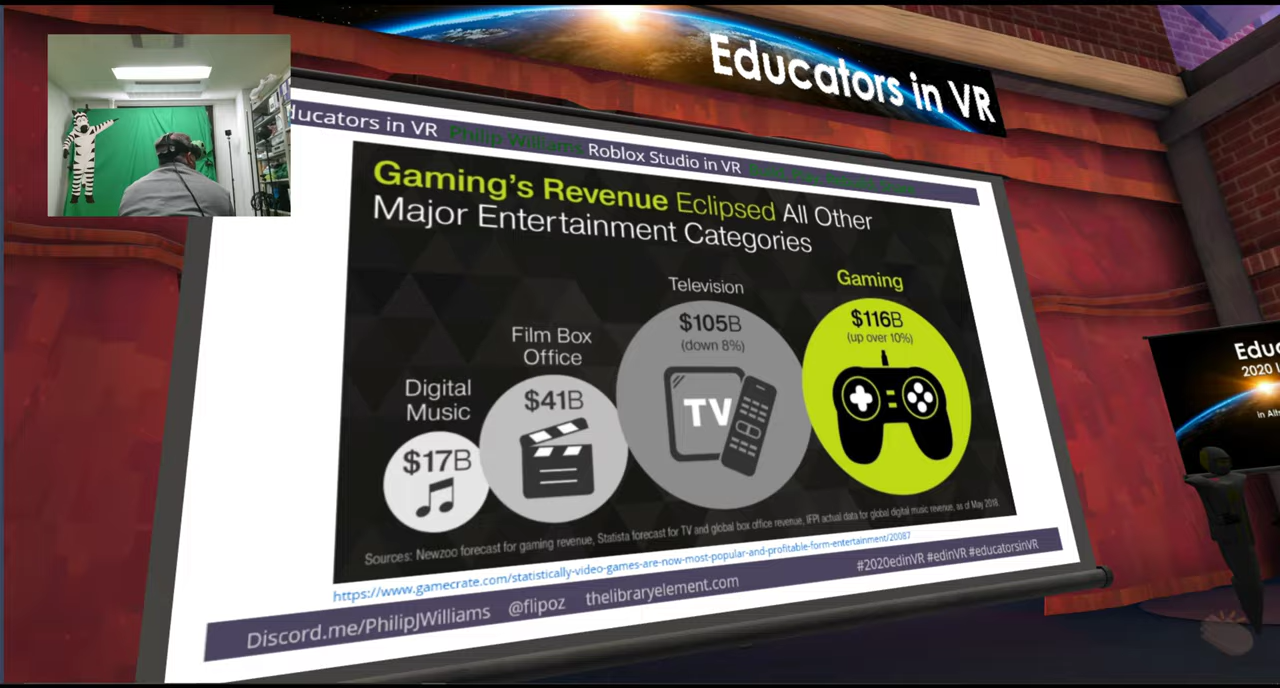 Educators in VR
ducators in VR Philip Williams Roblox Studio in VR
Gaming's Revenue Eclipsed All Other
Major Entertainment Categories
Digital
Music
$17B
Film Box
Office
$41B
Television
$105B
(down 8%)
TV
Gaming
$116B
(up over 10%)
Sources: Newzoo forecast for gaming revenue, Statista forecast for TV and global box office revenue, IFPI actual data for global digital music revenue, as of May 2018.
https://www.gamecrate.com/statistically-video-games-are-now-most-popular-and-profitable-form-entertainment/20087
Discord.me/PhilipJWilliams @flipoz thelibraryelement.com #2020edinVR #edinVR #educatorsinVR
Educ
2020 I
in Alt